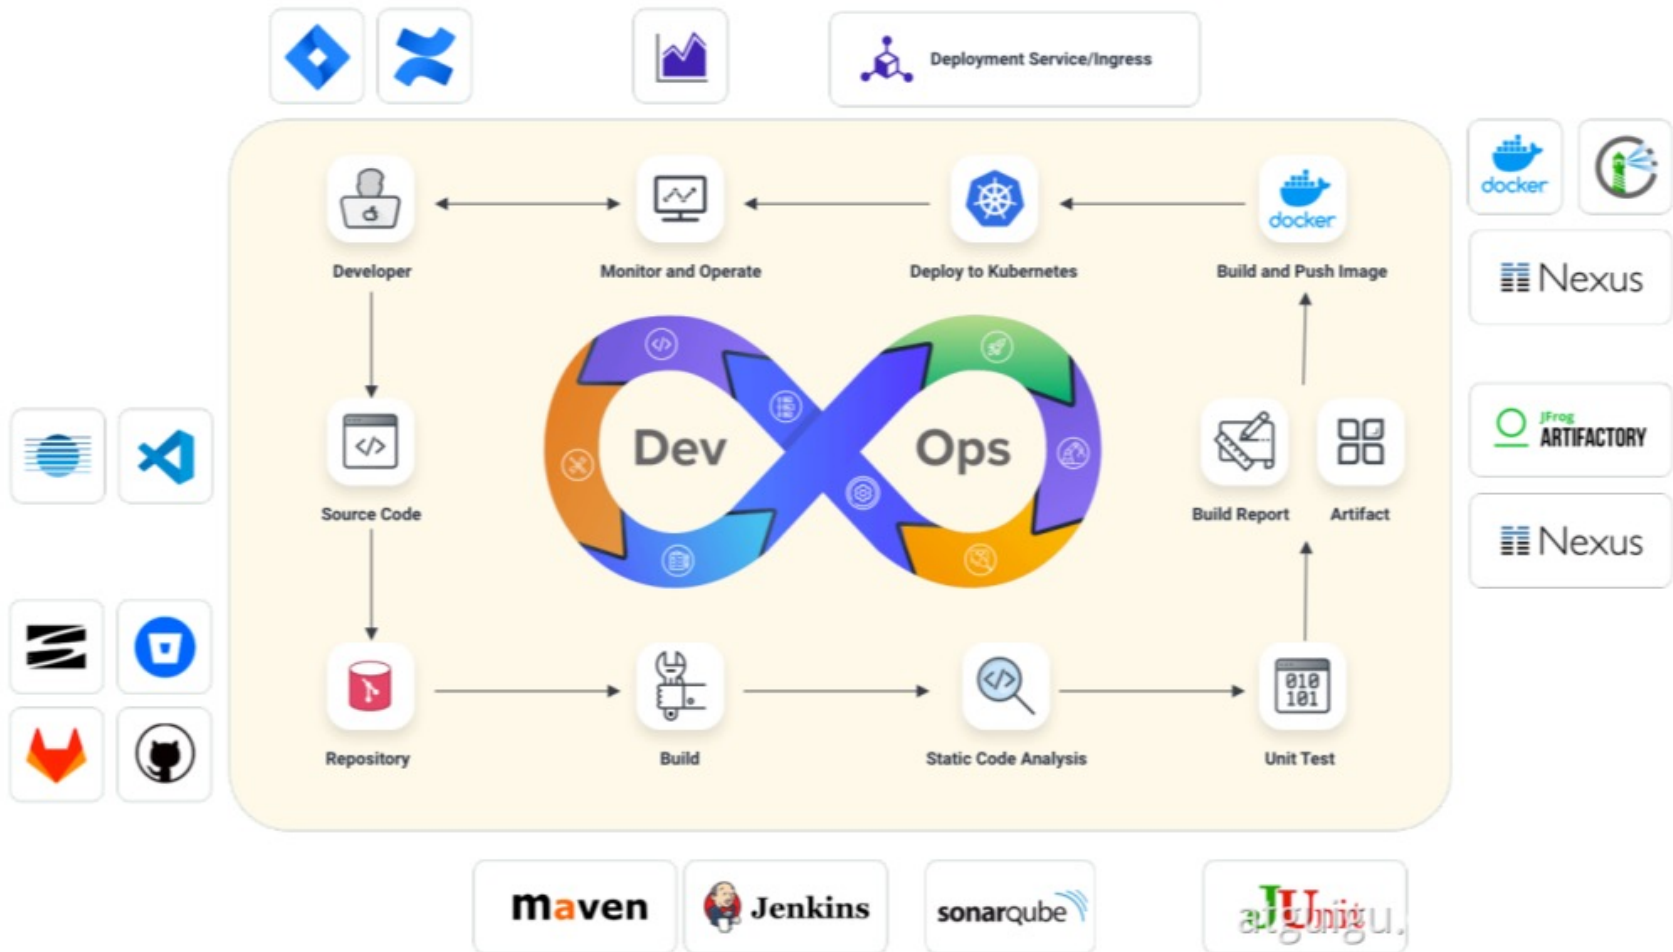 Deployment Service/Ingress
docker
Nexus
Developer
Monitor and Operate
Deploy to Kubernetes
docker
Build and Push Image
Dev
Ops
JFrog
ARTIFACTORY
Nexus
Source Code
Build Report
Artifact
010
101
Repository
Build
Static Code Analysis
Unit Test
maven
Jenkins
sonarqube
JUnit
atguigu.